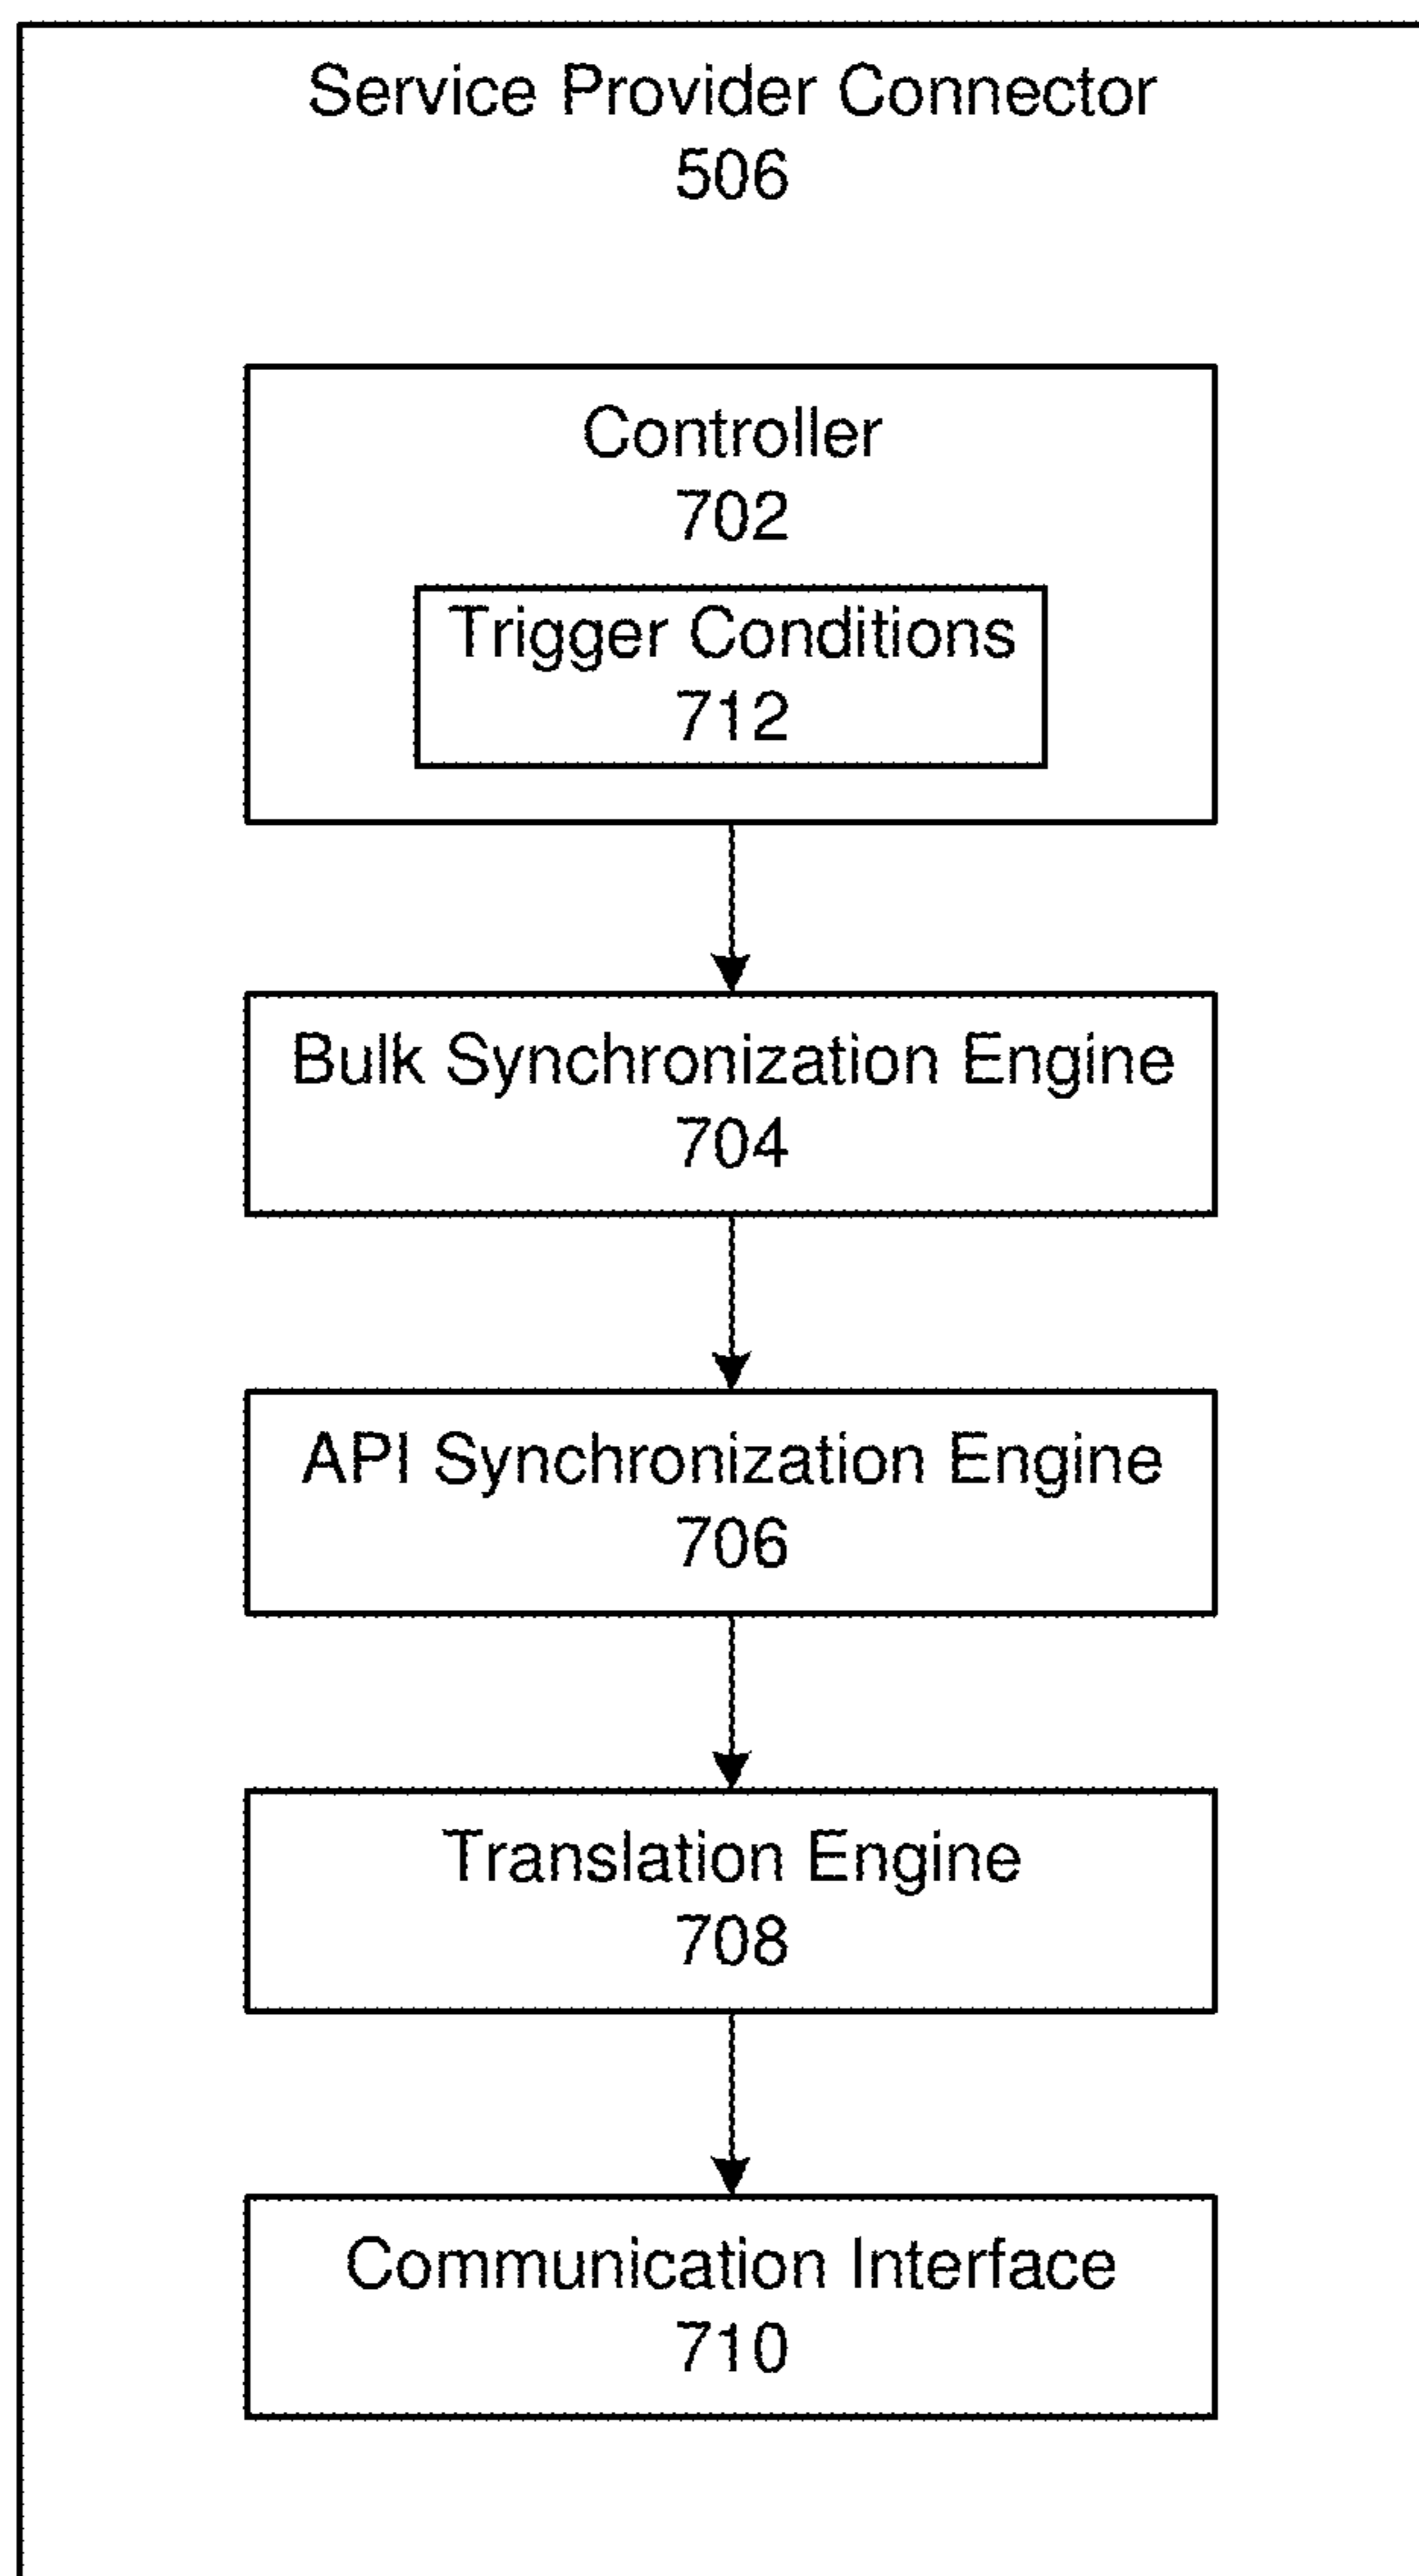 Service Provider Connector
506
Controller
702
Trigger Conditions
712
Bulk Synchronization Engine
704
API Synchronization Engine
706
Translation Engine
708
Communication Interface
710